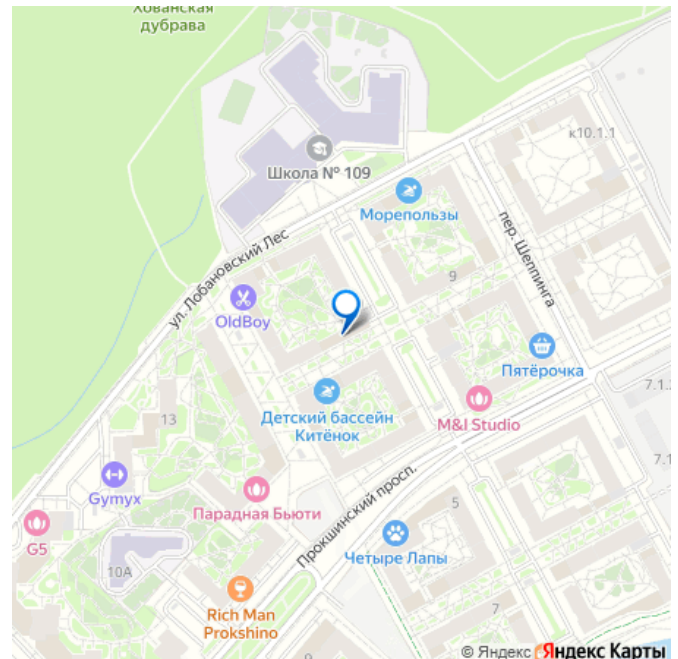 Хованская
дубрава
к10.1.1
Школа № 109
Морепользы
пер. Шеппинга
ул. Лобановский Лес
9
OldBoy
Пятёрочка
7.1.
Детский бассейн
Китёнок
M&I Studio
13
7.1
Gymyx
Парадная Бьюти
Прокшинский просп.
5
G5
Четыре Лапы
10А
Rich Man
Prokshino
7
9
© Яндекс Яндекс Карты